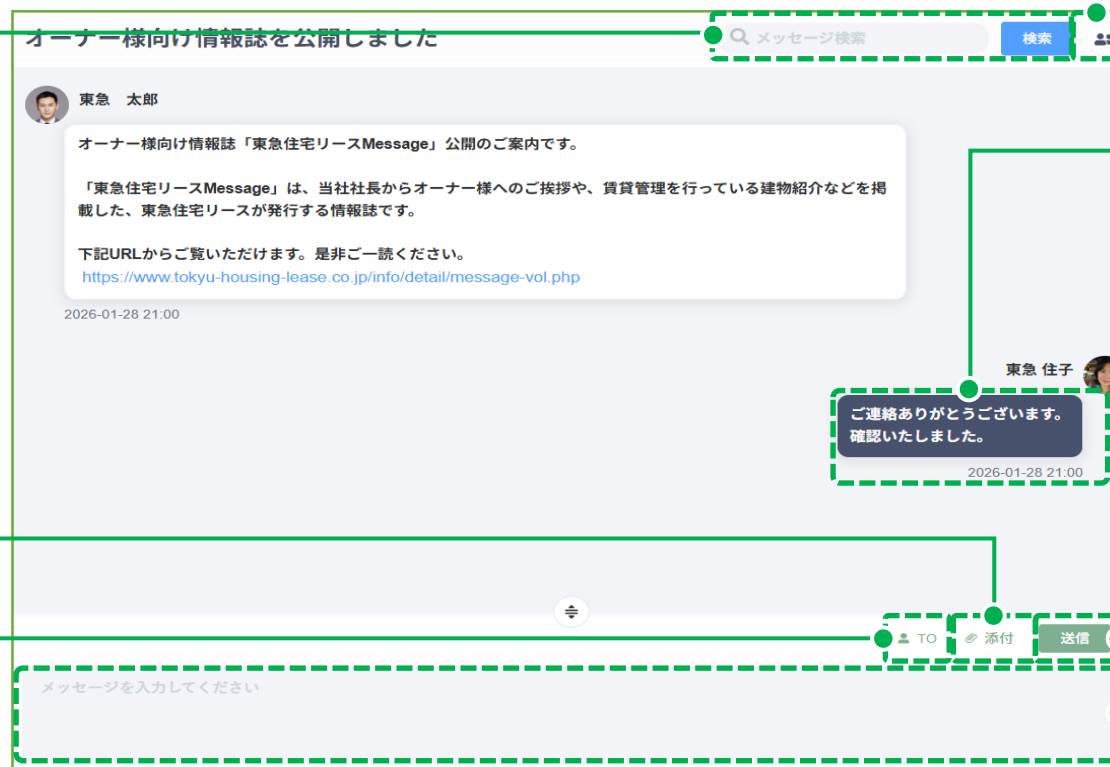 オーナー様向け情報誌を公開しました
メッセージ検索
検索
東急　太郎
オーナー様向け情報誌「東急住宅リースMessage」公開のご案内です。
「東急住宅リースMessage」は、当社社長からオーナー様へのご挨拶や、賃貸管理を行っている建物紹介などを掲
載した、東急住宅リースが発行する情報誌です。
下記URLからご覧いただけます。是非ご一読ください。
https://www.tokyu-housing-lease.co.jp/info/detail/message-vol.php
2026-01-28 21:00
東急 住子
ご連絡ありがとうございます。
確認いたしました。
2026-01-28 21:00
TO
添付
送信
メッセージを入力してください